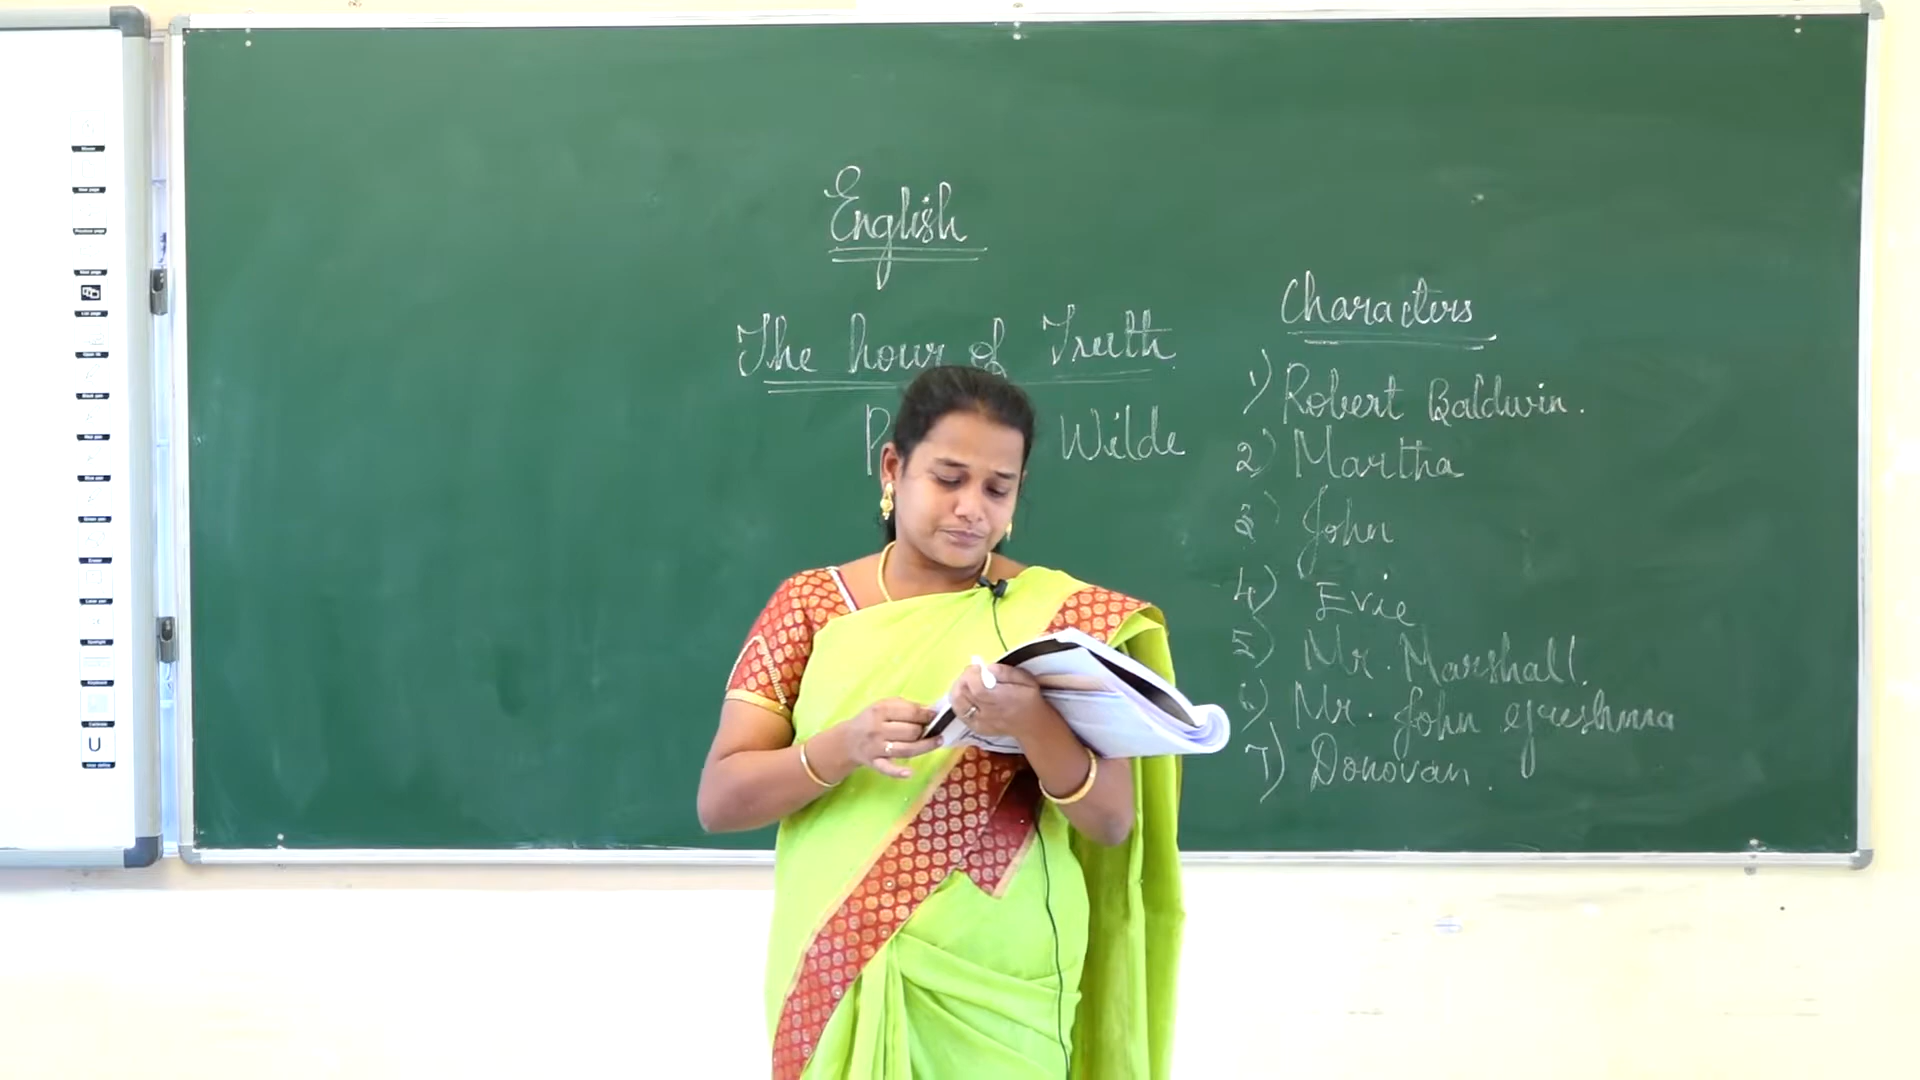 English
The hour of Truth
Wilde
Characters
1) Robert Baldwin.
2) Martha
3) John
4) Evie
5) Mr. Marshall.
6) Mr. John Greshma
7) Donovan.